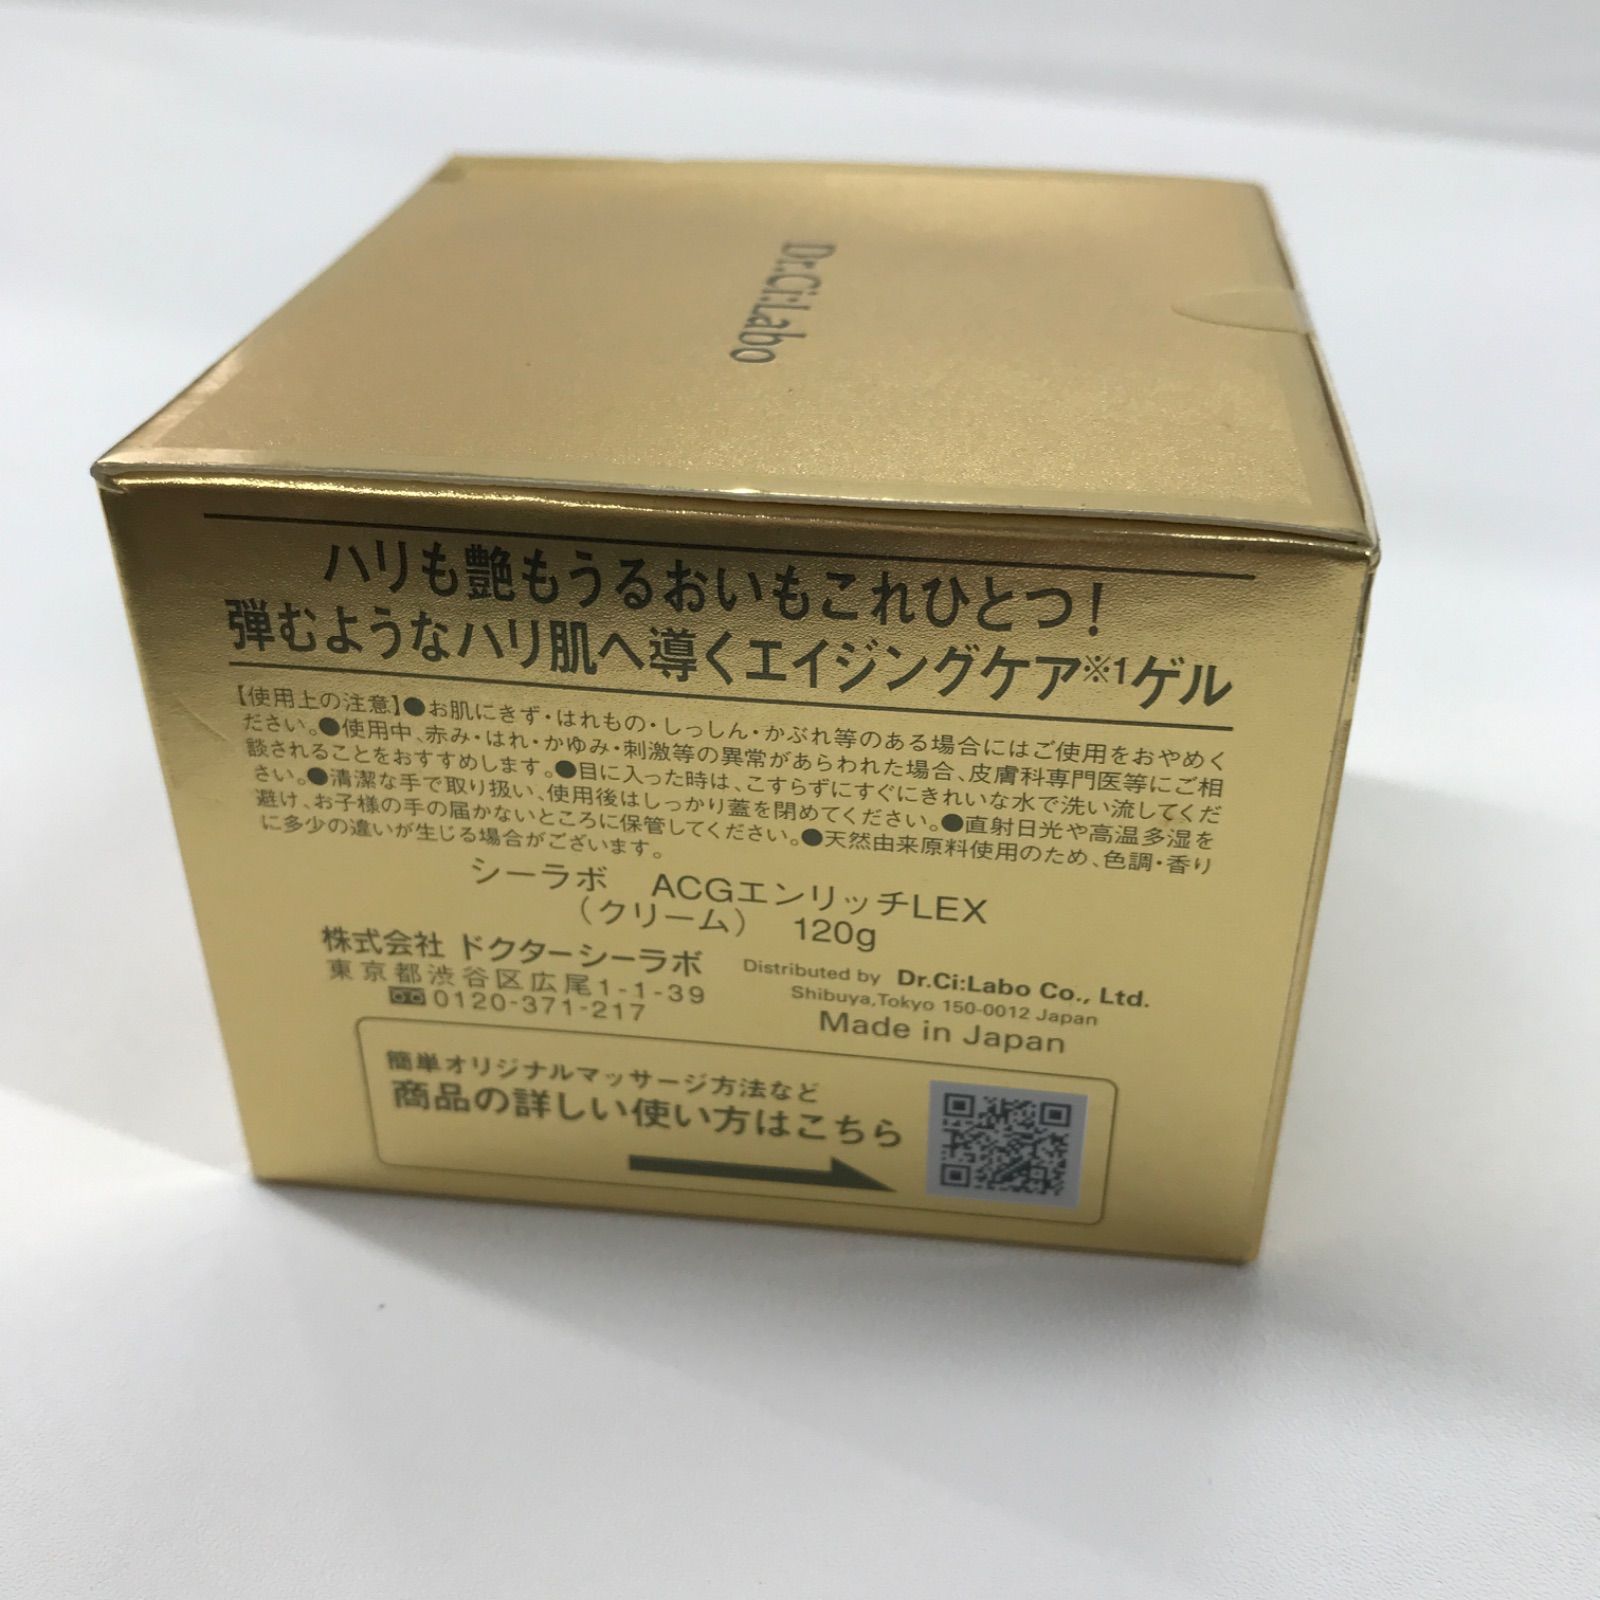 Dr.Ci:Labo
ハリも艶もうるおいもこれひとつ!
弾むようなハリ肌へ導くエイジングケア※1ゲル
【使用上の注意】●お肌にきず・はれもの・しっしん・かぶれ等のある場合にはご使用をおやめく
ださい。●使用中、赤み・はれ・かゆみ・刺激等の異常があらわれた場合、皮膚科専門医等にご相
談されることをおすすめします。●目に入った時は、こすらずにすぐにきれいな水で洗い流してくだ
さい。●清潔な手で取り扱い、使用後はしっかり蓋を閉めてください。●直射日光や高温多湿を
避け、お子様の手の届かないところに保管してください。●天然由来原料使用のため、色調・香り
に多少の違いが生じる場合がございます。
シーラボ ACGエンリッチLEX
(クリーム) 120g
株式会社 ドクターシーラボ
東京都渋谷区広尾1-1-39
0120-371-217
Distributed by Dr.Ci:Labo Co., Ltd.
Shibuya,Tokyo 150-0012 Japan
Made in Japan
簡単オリジナルマッサージ方法など
商品の詳しい使い方はこちら